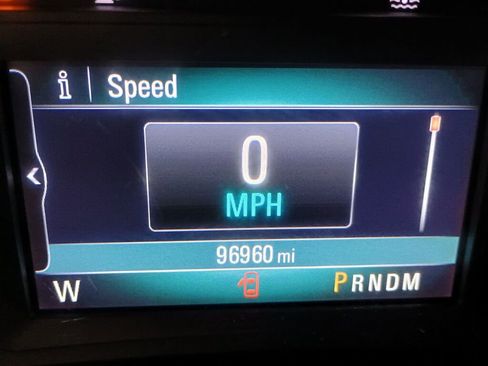 i Speed
0
MPH
96960 mi
W PRNDM